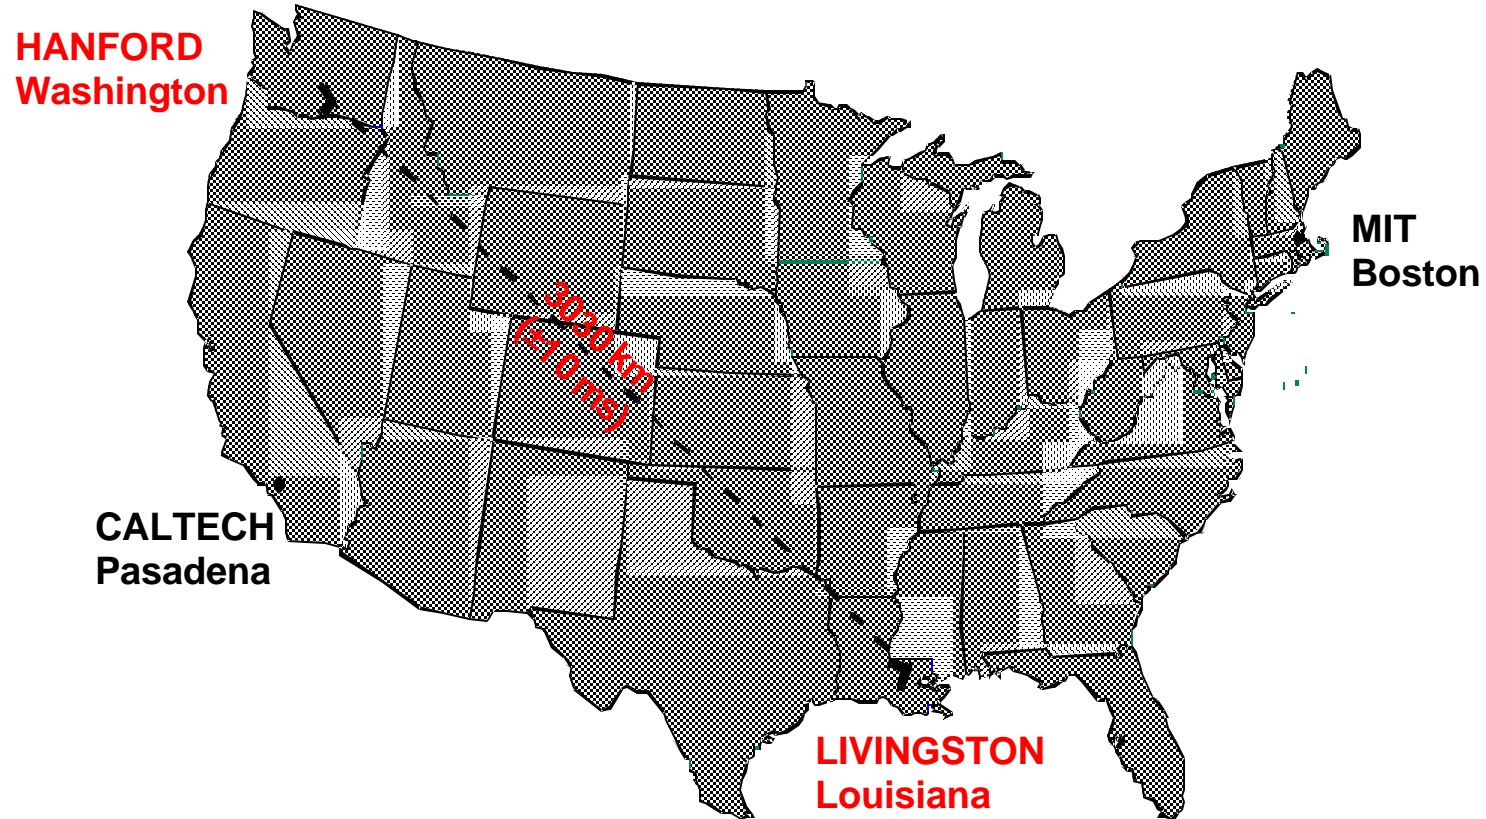 HANFORD
Washington
MIT
Boston
3030 km
(±10 ms)
CALTECH
Pasadena
LIVINGSTON
Louisiana